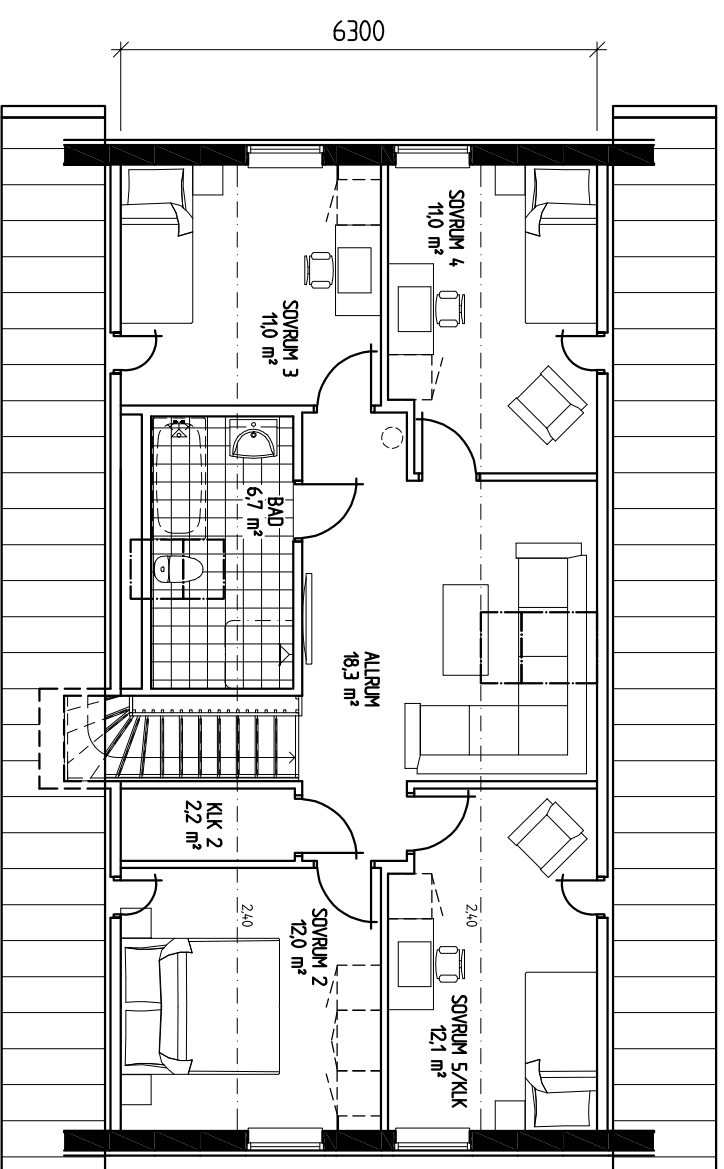 6300
SOVRUM 4
11,0 m²
SOVRUM 3
11,0 m²
BAD
6,7 m²
ALLRUM
18,3 m²
KLK 2
2,2 m²
2,40
2,40
SOVRUM 2
12,0 m²
SOVRUM 5/KLK
12,1 m²